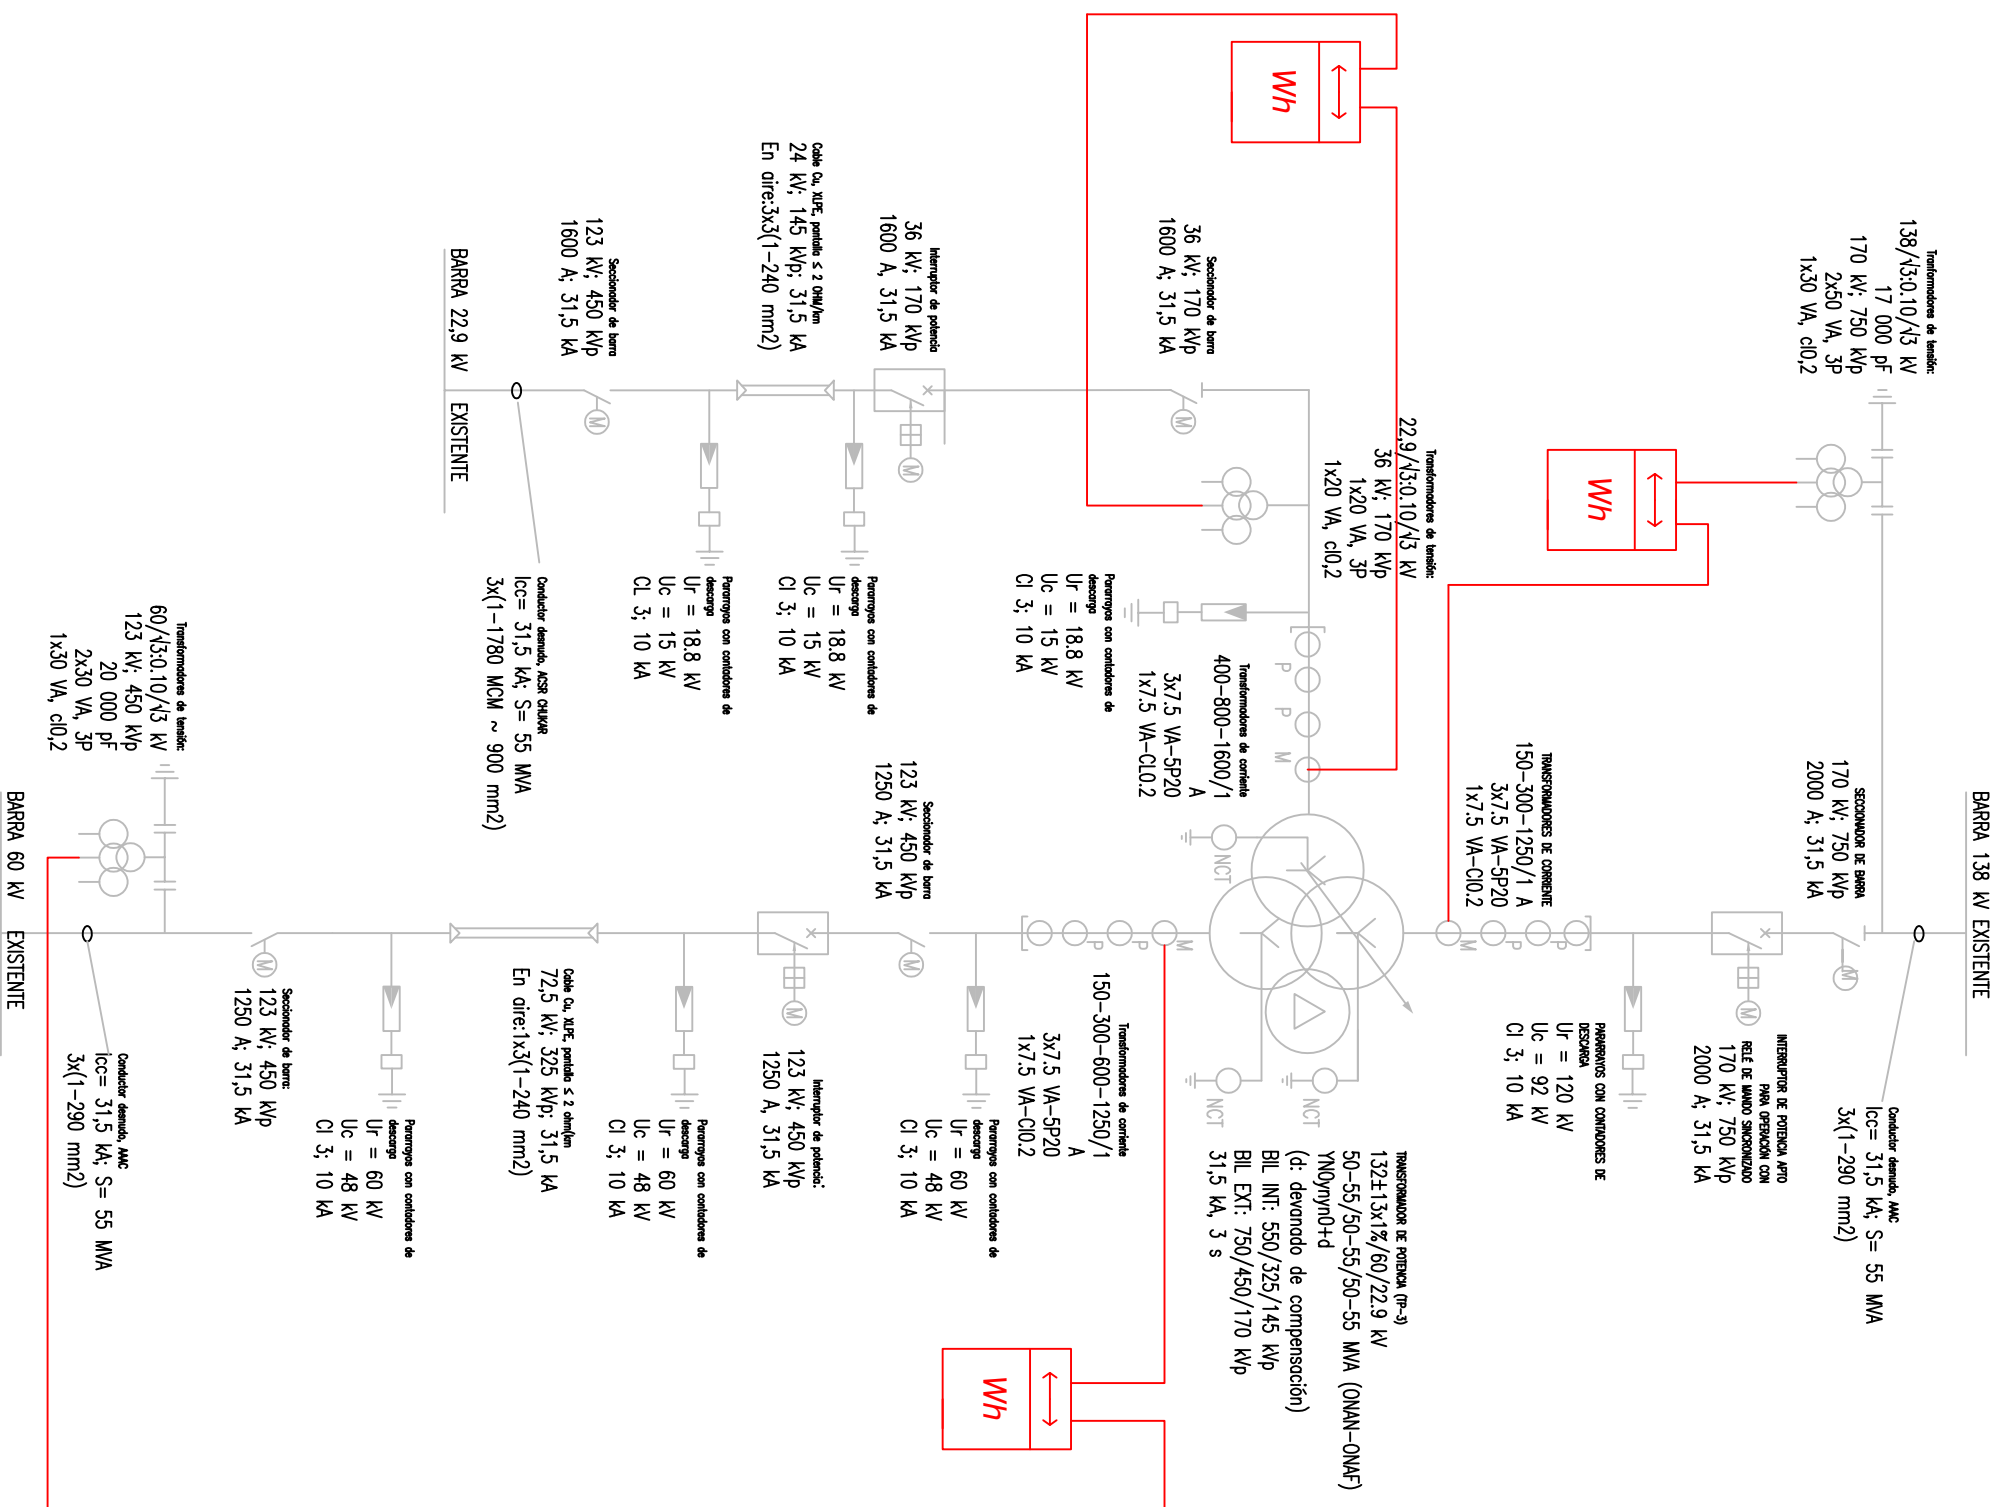 BARRA 138 kV EXISTENTE
Tranformadores de tensión:
138/√3:0.10/√3 kV
17 000 pF
170 kV; 750 kVp
2x50 VA, 3P
1x30 VA, cl0,2
SECCIONADOR DE BARRA
170 kV; 750 kVp
2000 A; 31,5 kA
Conductor desnudo, AAAC
Icc= 31,5 kA; S= 55 MVA
3x(1-290 mm2)
INTERRUPTOR DE POTENCIA APTO
PARA OPERACIÓN CON
RELÉ DE MANDO SINCRONIZADO
170 kV; 750 kVp
2000 A; 31,5 kA
M
M
Wh
PARARRAYOS CON CONTADORES DE
DESCARGA
Ur = 120 kV
Uc = 92 kV
Cl 3; 10 kA
TRANSFORMADORES DE CORRIENTE
150-300-1250/1 A
3x7.5 VA-5P20
1x7.5 VA-Cl0.2
P
P
M
Transformadores de tensión:
22,9/√3:0.10/√3 kV
36 kV; 170 kVp
1x20 VA, 3P
1x20 VA, cl0,2
Wh
TRANSFORMADOR DE POTENCIA (TP-3)
132±13x1%/60/22.9 kV
50-55/50-55/50-55 MVA (ONAN-ONAF)
YN0ynyn0+d
(d: devanado de compensación)
BIL INT: 550/325/145 kVp
BIL EXT: 750/450/170 kVp
31,5 kA, 3 s
NCT
NCT
NCT
P
P
M
Transformadores de corriente
400-800-1600/1
A
3x7.5 VA-5P20
1x7.5 VA-CL0.2
Seccionador de barra
36 kV; 170 kVp
1600 A; 31,5 kA
M
Pararrayos con contadores de
descarga
Ur = 18.8 kV
Uc = 15 kV
Cl 3; 10 kA
M
P
P
Transformadores de corriente
150-300-600-1250/1
A
3x7.5 VA-5P20
1x7.5 VA-Cl0.2
Wh
Interruptor de potencia
36 kV; 170 kVp
1600 A, 31,5 kA
M
Seccionador de barra
123 kV; 450 kVp
1250 A; 31,5 kA
M
Pararrayos con contadores de
descarga
Ur = 60 kV
Uc = 48 kV
Cl 3; 10 kA
Pararrayos con contadores de
descarga
Ur = 18.8 kV
Uc = 15 kV
Cl 3; 10 kA
Cable Cu, XLPE, pantalla ≤ 2 OHM/km
24 kV; 145 kVp; 31,5 kA
En aire:3x3(1-240 mm2)
Interruptor de potencia:
123 kV; 450 kVp
1250 A, 31,5 kA
M
Pararrayos con contadores de
descarga
Ur = 18.8 kV
Uc = 15 kV
CL 3; 10 kA
Pararrayos con contadores de
descarga
Ur = 60 kV
Uc = 48 kV
Cl 3; 10 kA
Seccionador de barra
123 kV; 450 kVp
1600 A; 31,5 kA
M
Cable Cu, XLPE, pantalla ≤ 2 ohm/km
72,5 kV; 325 kVp; 31,5 kA
En aire:1x3(1-240 mm2)
Conductor desnudo, ACSR CHUKAR
Icc= 31,5 kA; S= 55 MVA
3x(1-1780 MCM ~ 900 mm2)
BARRA 22,9 kV EXISTENTE
Pararrayos con contadores de
descarga
Ur = 60 kV
Uc = 48 kV
Cl 3; 10 kA
Seccionador de barra:
123 kV; 450 kVp
1250 A; 31,5 kA
M
Transformadores de tensión:
60/√3:0.10/√3 kV
123 kV; 450 kVp
20 000 pF
2x30 VA, 3P
1x30 VA, cl0,2
Conductor desnudo, AAAC
Icc= 31,5 kA; S= 55 MVA
3x(1-290 mm2)
BARRA 60 kV EXISTENTE